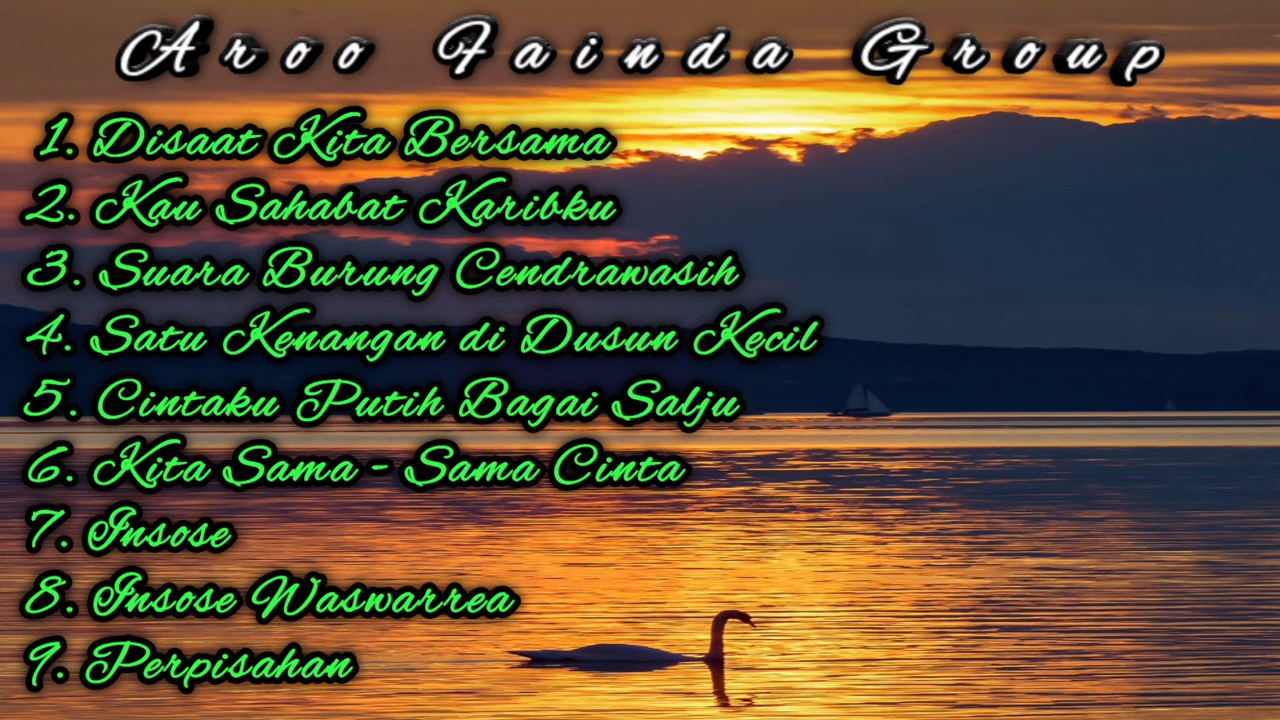 Aroo Fainda Group
1. Disaat Kita Bersama
2. Kau Sahabat Karibku
3. Suara Burung Cendrawasih
4. Satu Kenangan di Dusun Kecil
5. Cintaku Putih Bagai Salju
6. Kita Sama - Sama Cinta
7. Insose
8. Insose Waswarrea
9. Perpisahan